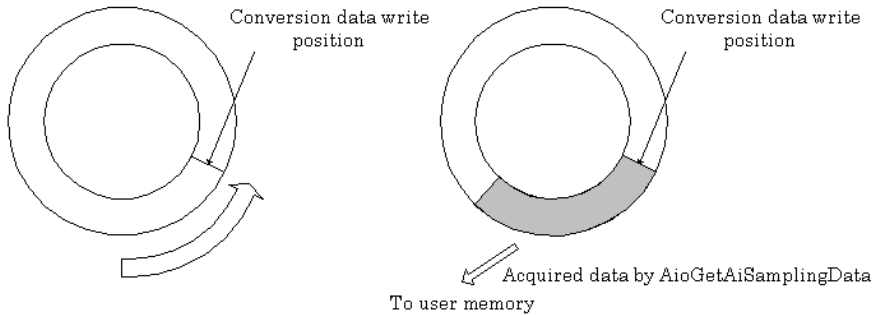 Conversion data write
position
Conversion data write
position
Acquired data by AioGetAiSamplingData
To user memory